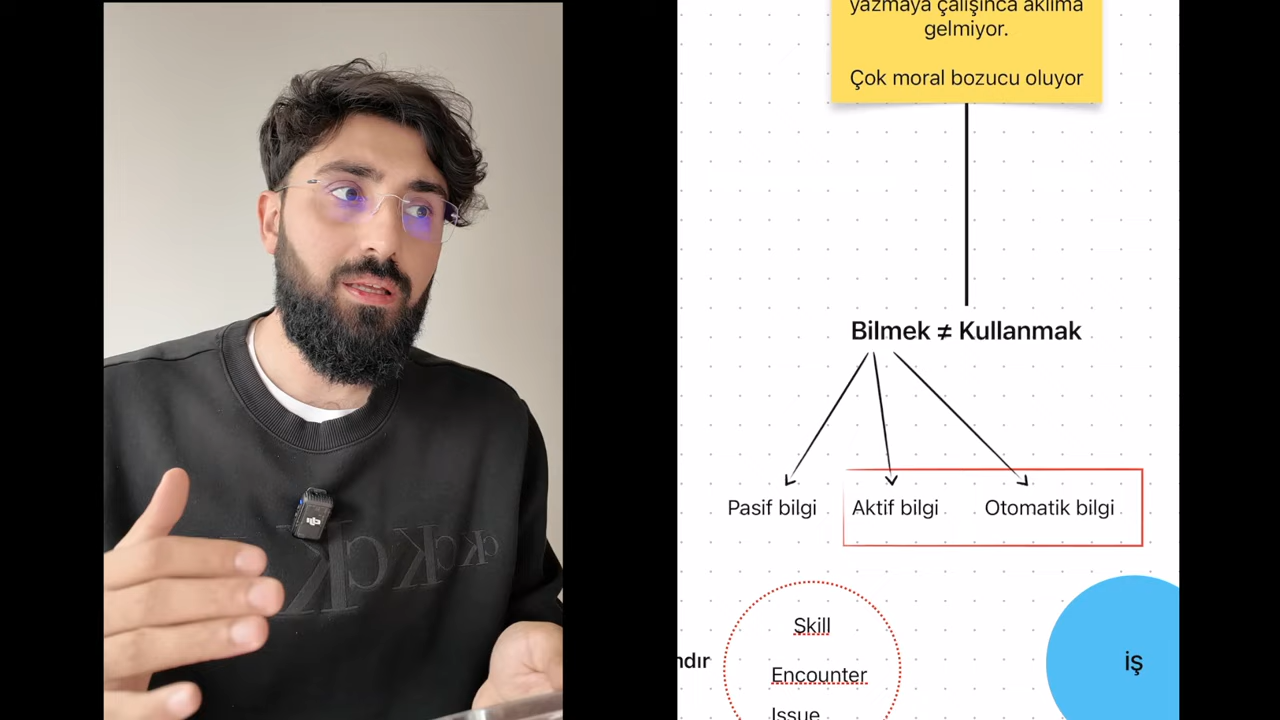 yazmaya çalışınca aklıma
gelmiyor.
Çok moral bozucu oluyor
Bilmek ≠ Kullanmak
Pasif bilgi
Aktif bilgi
Otomatik bilgi
Skill
Encounter
Issue
ndır
iş